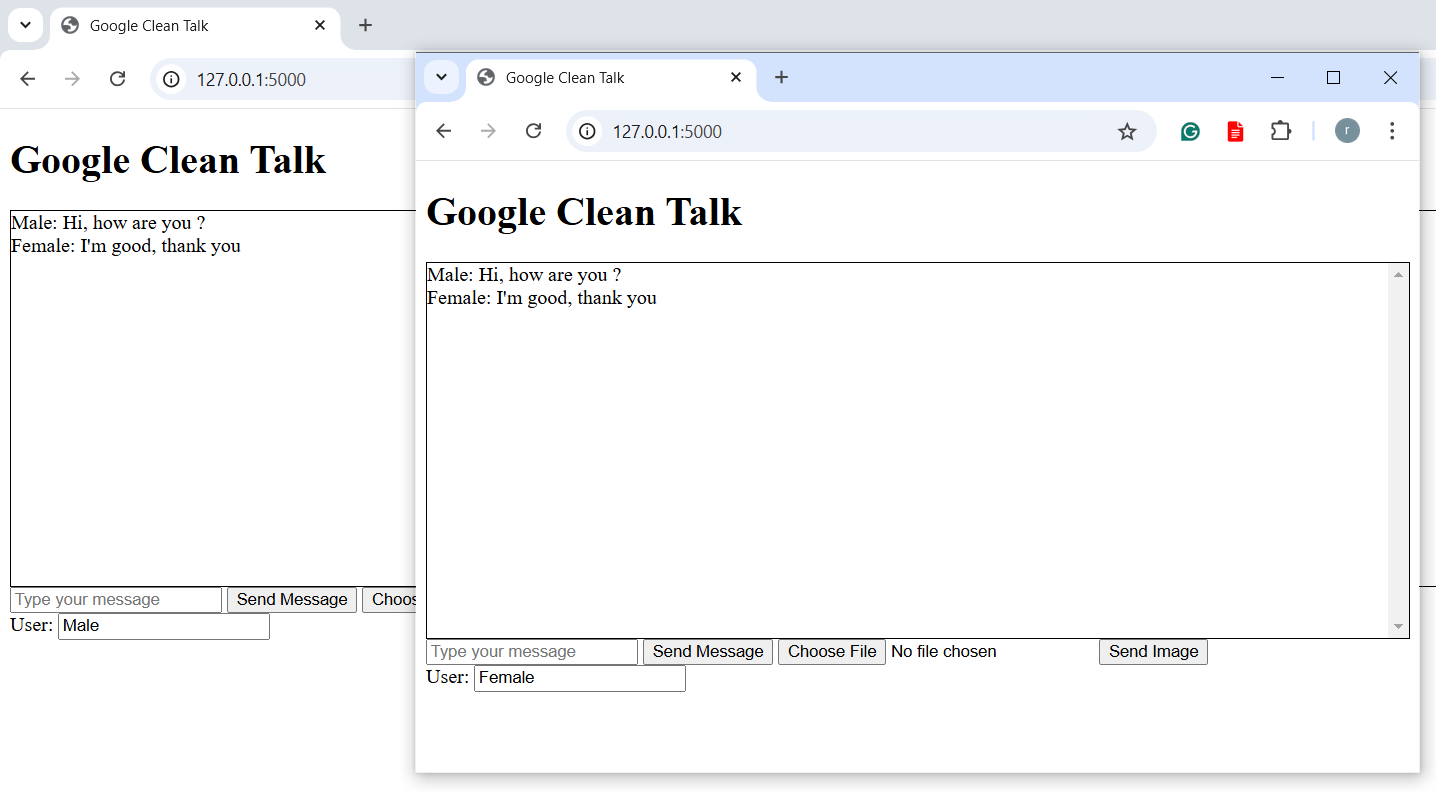 Google Clean Talk
127.0.0.1:5000
Google Clean Talk
Male: Hi, how are you ?
Female: I'm good, thank you
Type your message Send Message Choos
User: Male
Google Clean Talk
127.0.0.1:5000
r
Google Clean Talk
Male: Hi, how are you ?
Female: I'm good, thank you
Type your message Send Message Choose File No file chosen Send Image
User: Female